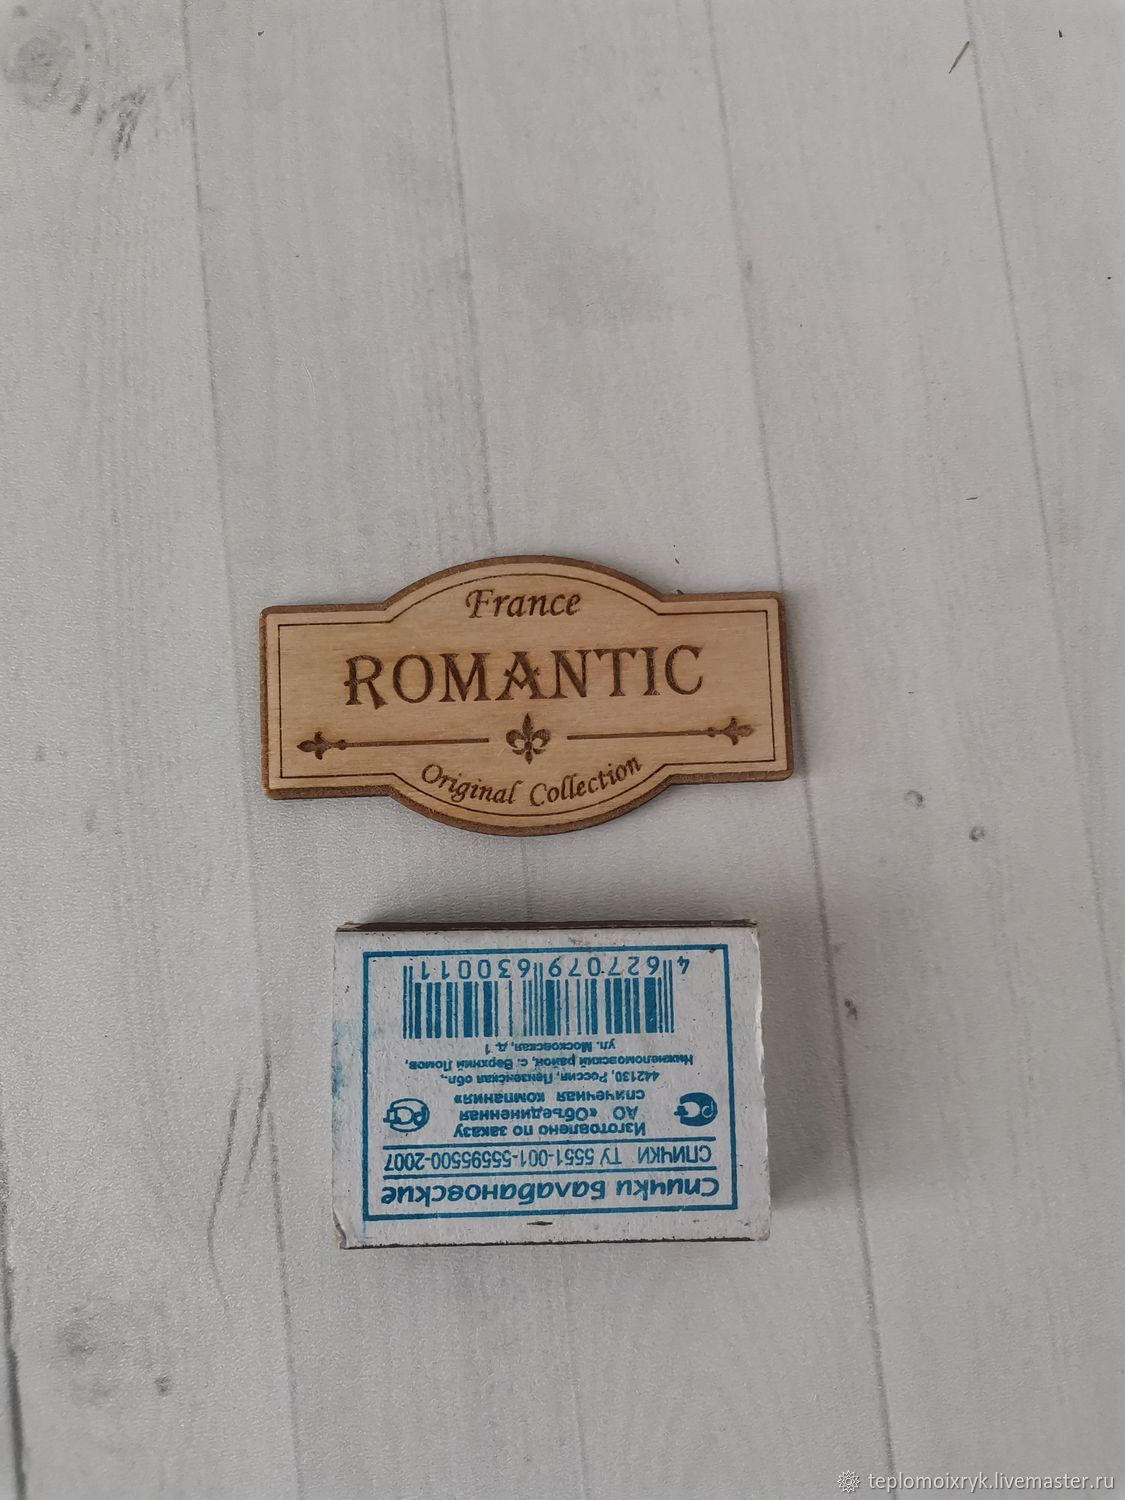 France
ROMANTIC
Original Collection
Спички Балабановские
СПИЧКИ ТУ 5551-001-55595500-2007
Изготовлено по заказу
АО «Объединенная
спичечная компания»
442130, Россия, Пензенская обл.,
Нижнеломовский район, с. Верхний Ломов,
ул. Московская, д. 1
4 627079 630011
teplomoixryk.livemaster.ru